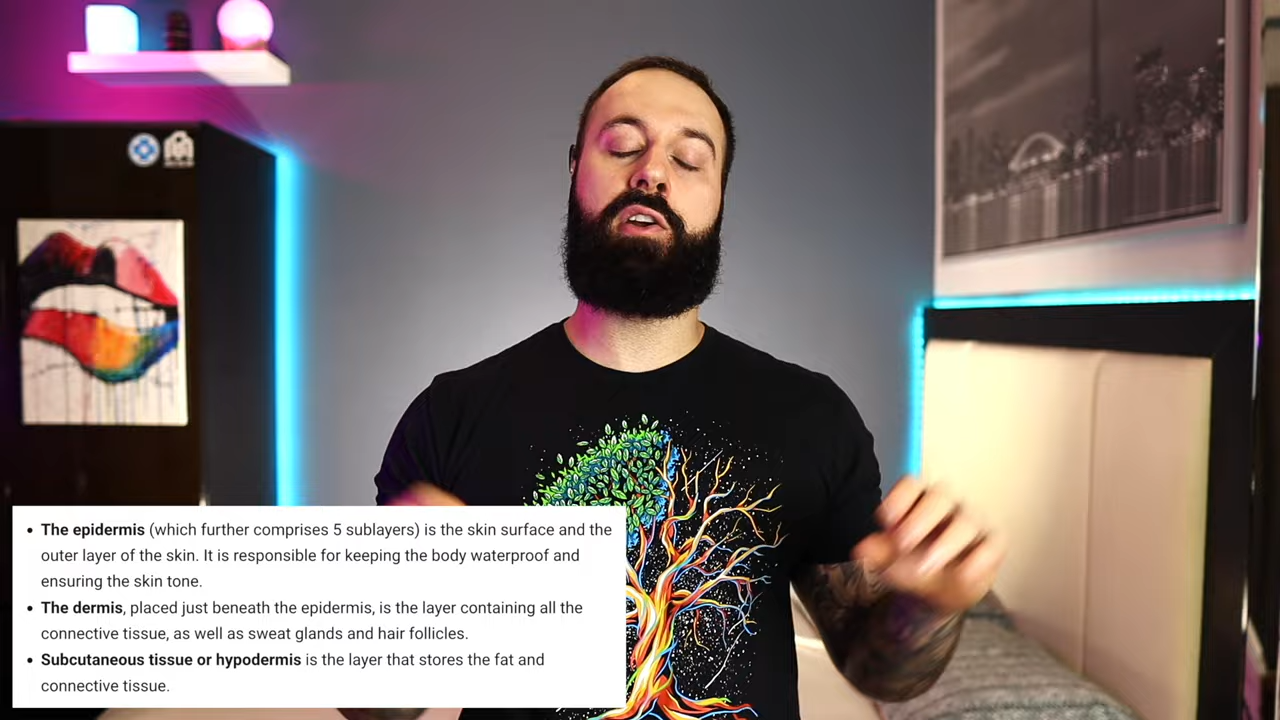 • The epidermis (which further comprises 5 sublayers) is the skin surface and the
outer layer of the skin. It is responsible for keeping the body waterproof and
ensuring the skin tone.
• The dermis, placed just beneath the epidermis, is the layer containing all the
connective tissue, as well as sweat glands and hair follicles.
• Subcutaneous tissue or hypodermis is the layer that stores the fat and
connective tissue.